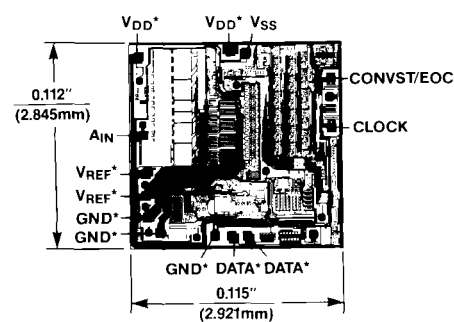 VDD* VDD* VSS
CONVST/EOC
0.112"
(2.845mm)
AIN
CLOCK
VREF*
VREF*
GND*
GND*
GND* DATA* DATA*
0.115"
(2.921mm)